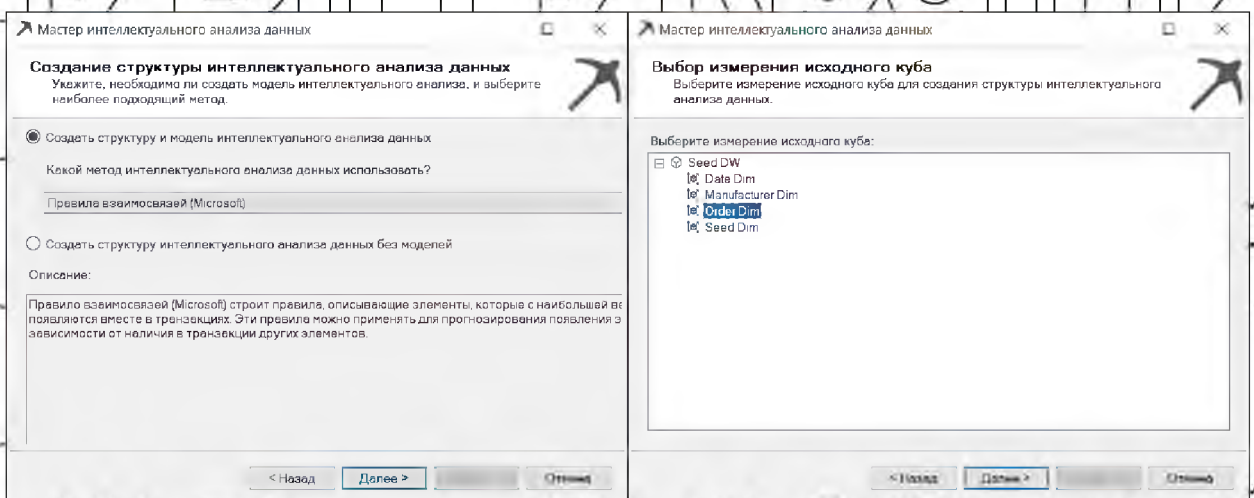 Мастер интеллектуального анализа данных
Создание структуры интеллектуального анализа данных
Укажите, необходимо ли создать модель интеллектуального анализа, и выберите
наиболее подходящий метод.
Создать структуру и модель интеллектуального анализа данных
Какой метод интеллектуального анализа данных использовать?
Правила взаимосвязей (Microsoft)
Создать структуру интеллектуального анализа данных без моделей
Описание:
Правило взаимосвязей (Microsoft) строит правила, описывающие элементы, которые с наибольшей ве
появляются вместе в транзакциях. Эти правила можно применять для прогнозирования появления э
зависимости от наличия в транзакции других элементов.
< Назад
Далее >
Отмена
Мастер интеллектуального анализа данных
Выбор измерения исходного куба
Выберите измерение исходного куба для создания структуры интеллектуального
анализа данных.
Выберите измерение исходного куба:
Seed DW
Date Dim
Manufacturer Dim
Order Dim
Seed Dim
< Назад
Далее >
Отмена